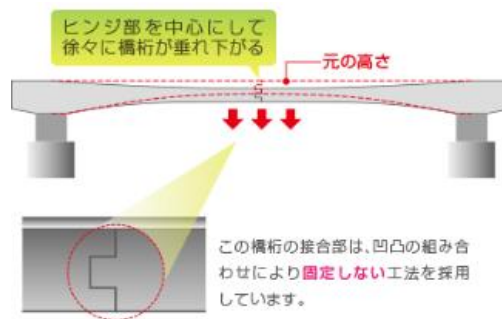 ヒンジ部を中心にして
徐々に橋桁が垂れ下がる
元の高さ
この橋桁の接合部は、凹凸の組み合
わせにより固定しない工法を採用
しています。